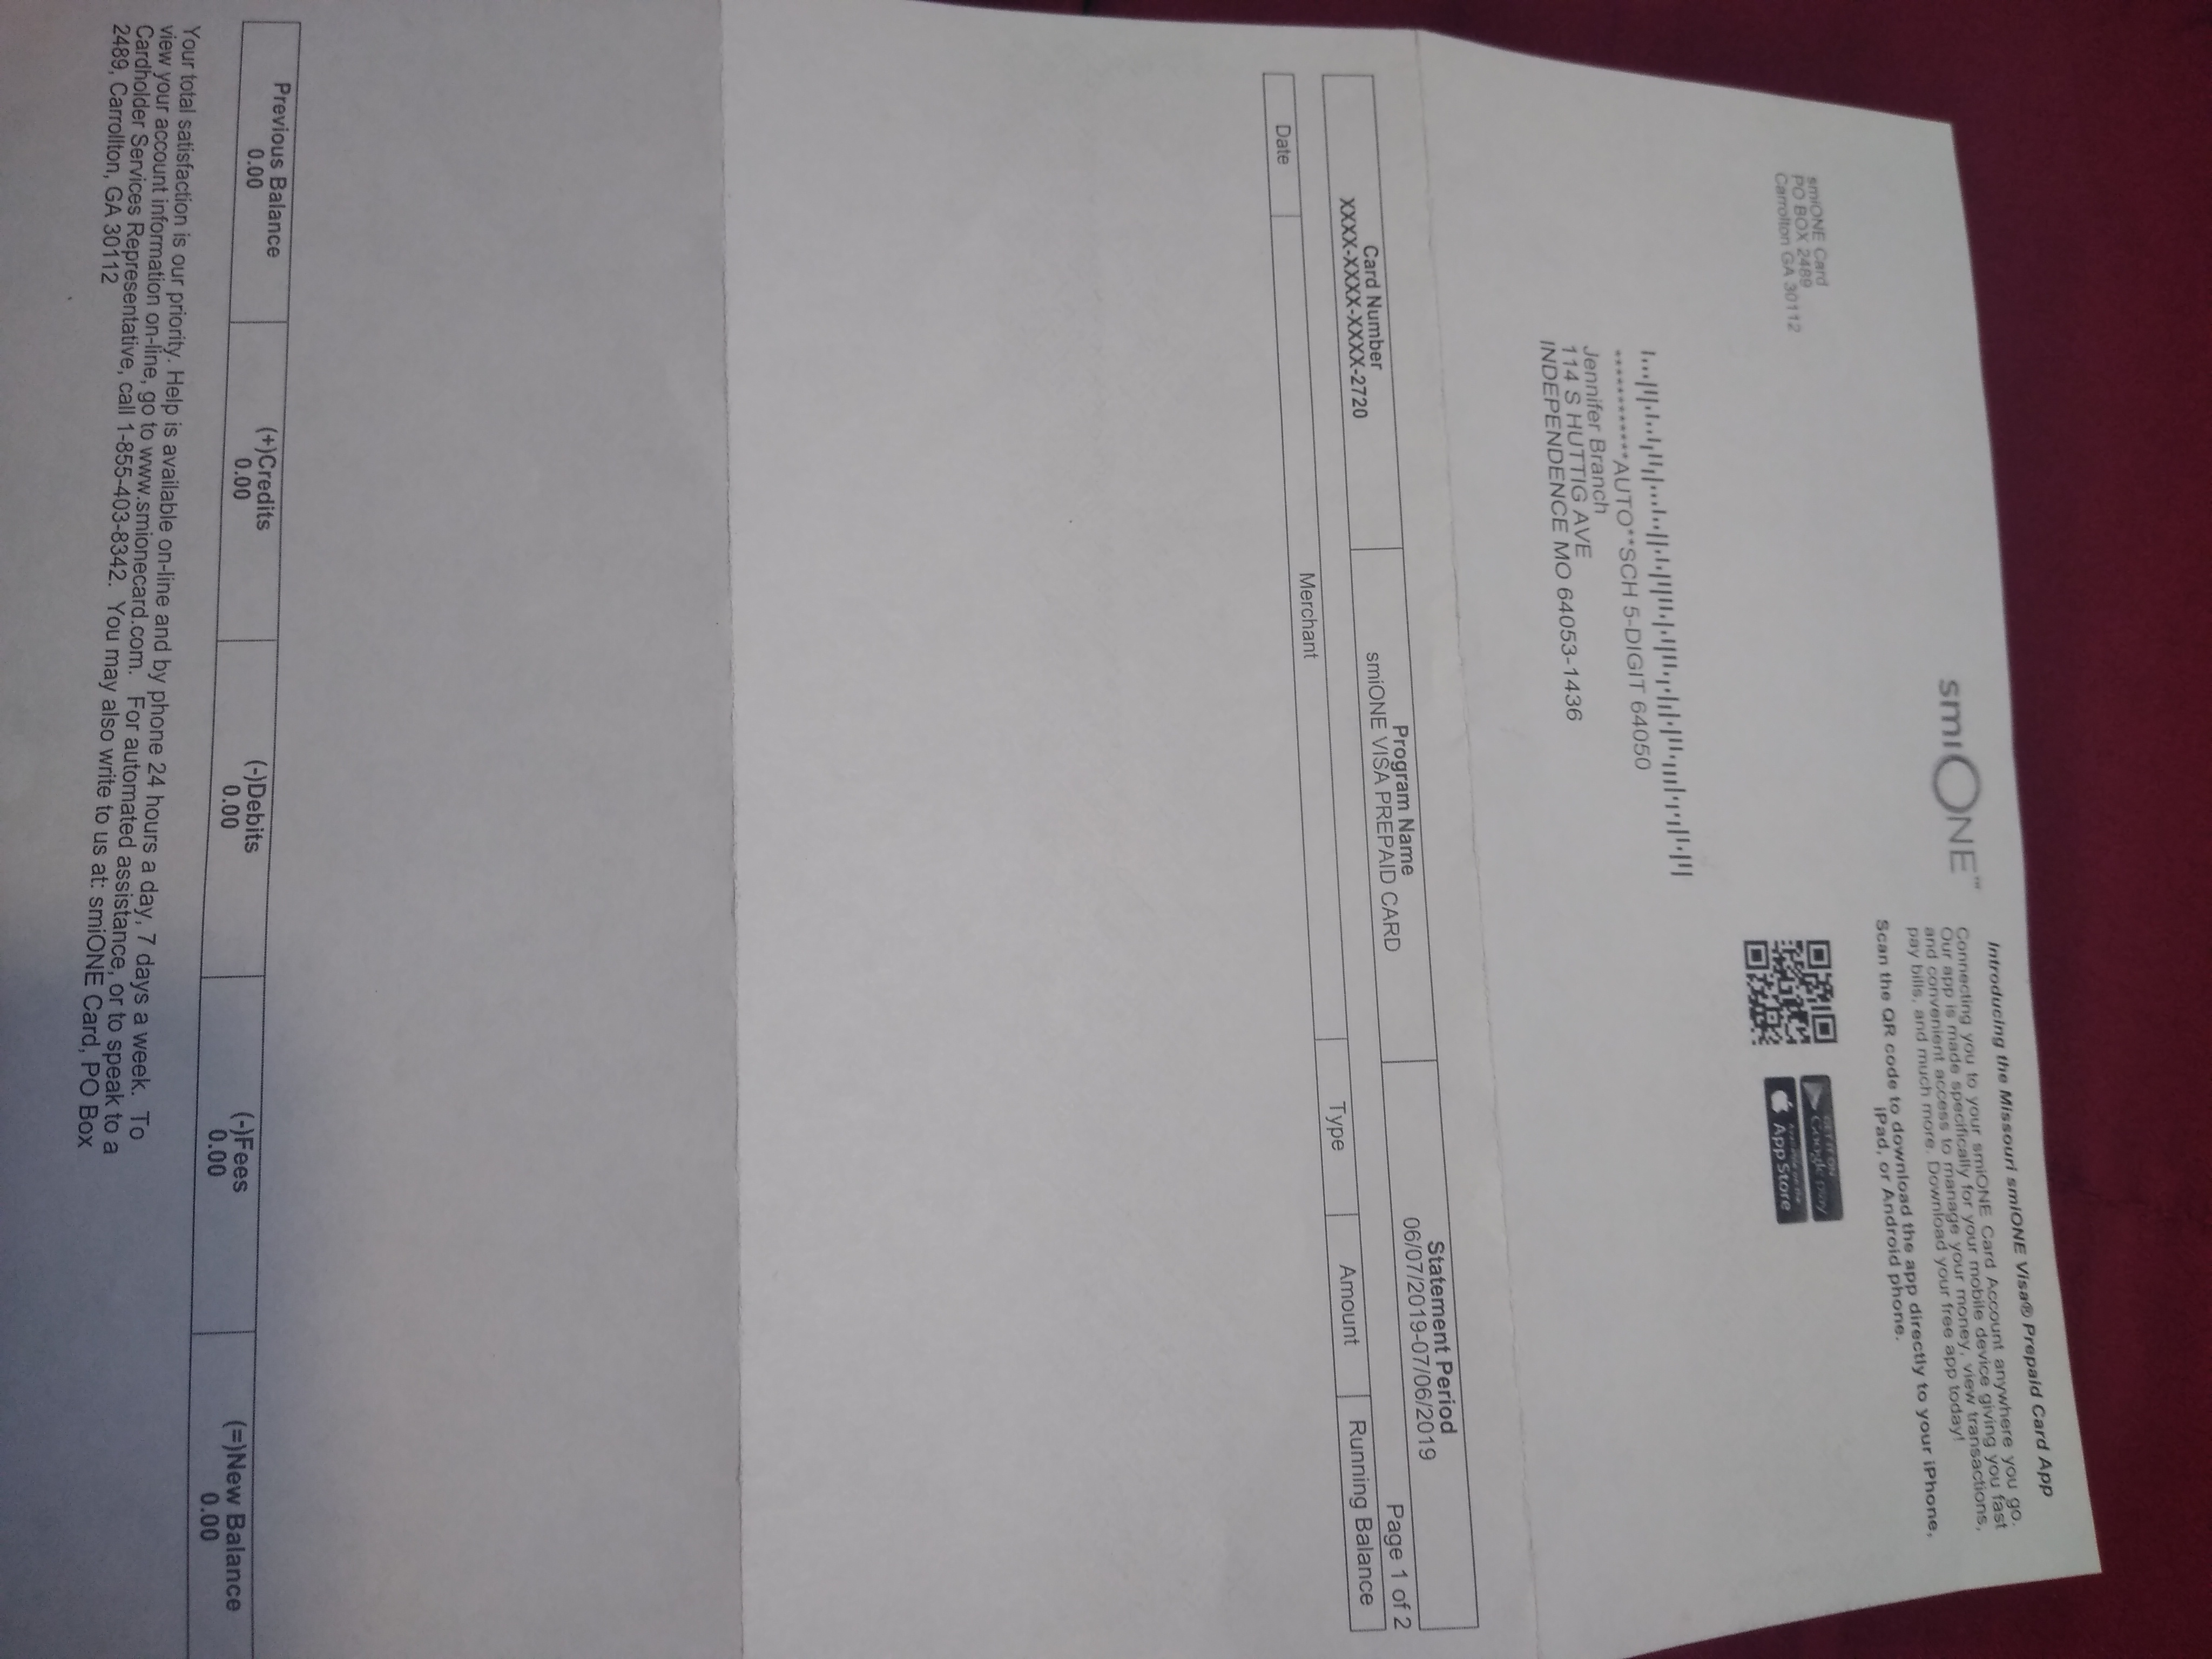 smiONE™
Introducing the Missouri smiONE Visa® Prepaid Card App
Connecting you to your smiONE Card Account anywhere you go.
Our app is made specifically for your mobile device giving you fast
and convenient access to manage your money, view transactions,
pay bills, and much more. Download your free app today!
Scan the QR code to download the app directly to your iPhone,
iPad, or Android phone.
smiONE Card
PO BOX 2489
Carrollton GA 30112
GET IT ON
Google play
Available on the
App Store
***********AUTO**SCH 5-DIGIT 64050
Jennifer Branch
114 S HUTTIG AVE
INDEPENDENCE MO 64053-1436
Card Number Program Name Statement Period
XXXX-XXXX-XXXX-2720 smiONE VISA PREPAID CARD 06/07/2019-07/06/2019
Page 1 of 2
Date Merchant Type Amount Running Balance
Previous Balance (+)Credits (-)Debits (-)Fees (=)New Balance
0.00 0.00 0.00 0.00 0.00
Your total satisfaction is our priority. Help is available on-line and by phone 24 hours a day, 7 days a week. To
view your account information on-line, go to www.smionecard.com. For automated assistance, or to speak to a
Cardholder Services Representative, call 1-855-403-8342. You may also write to us at: smiONE Card, PO Box
2489, Carrollton, GA 30112